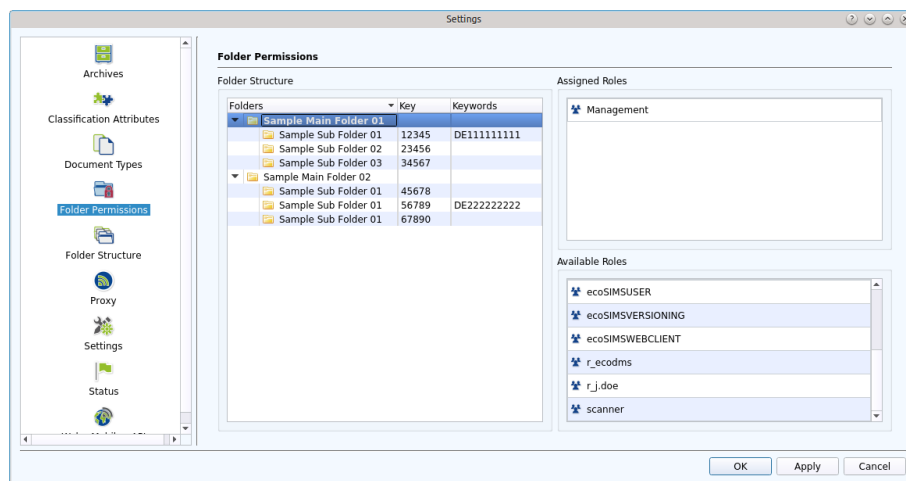 Settings
Archives
Classification Attributes
Document Types
Folder Permissions
Folder Structure
Proxy
Settings
Status
Folder Permissions
Folder Structure
Folders Key Keywords
Sample Main Folder 01
Sample Sub Folder 01 12345 DE111111111
Sample Sub Folder 02 23456
Sample Sub Folder 03 34567
Sample Main Folder 02
Sample Sub Folder 01 45678
Sample Sub Folder 01 56789 DE222222222
Sample Sub Folder 01 67890
Assigned Roles
Management
Available Roles
ecoSIMSUSER
ecoSIMSVERSIONING
ecoSIMSWEBCLIENT
r_ecodms
r_j.doe
scanner
OK Apply Cancel